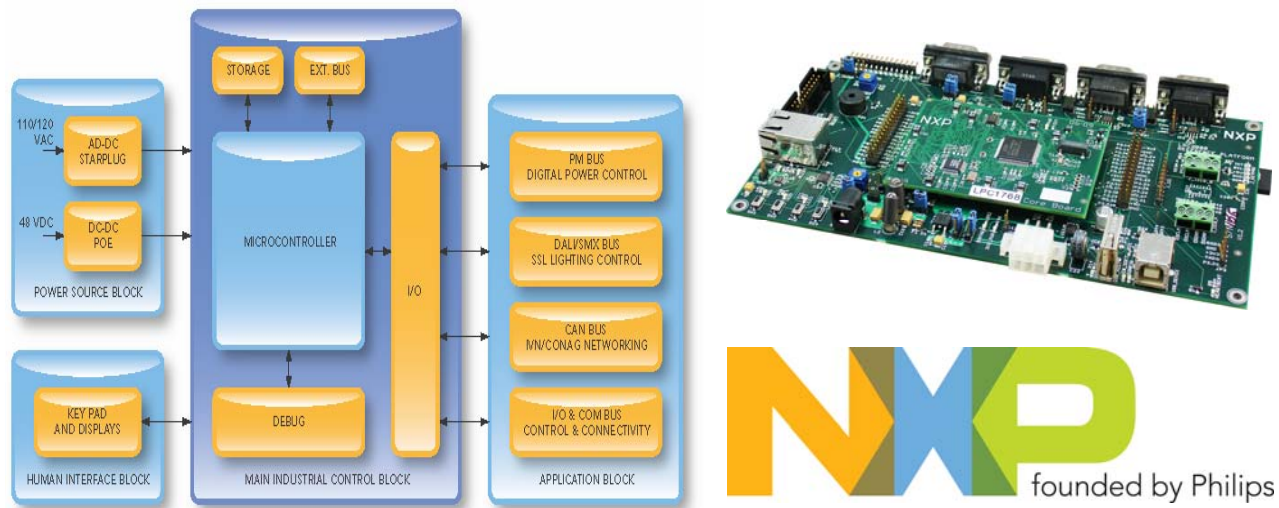 STORAGE
EXT. BUS
110/120
VAC
AD-DC
STARPLUG
48 VDC
DC-DC
POE
POWER SOURCE BLOCK
KEY PAD
AND DISPLAYS
HUMAN INTERFACE BLOCK
MICROCONTROLLER
I/O
DEBUG
MAIN INDUSTRIAL CONTROL BLOCK
PM BUS
DIGITAL POWER CONTROL
DALI/SMX BUS
SSL LIGHTING CONTROL
CAN BUS
IVN/CONAG NETWORKING
I/O & COM BUS
CONTROL & CONNECTIVITY
APPLICATION BLOCK
NXP
NXP
LPC1768
Core Board
PLATFORM
NXP
founded by Philips